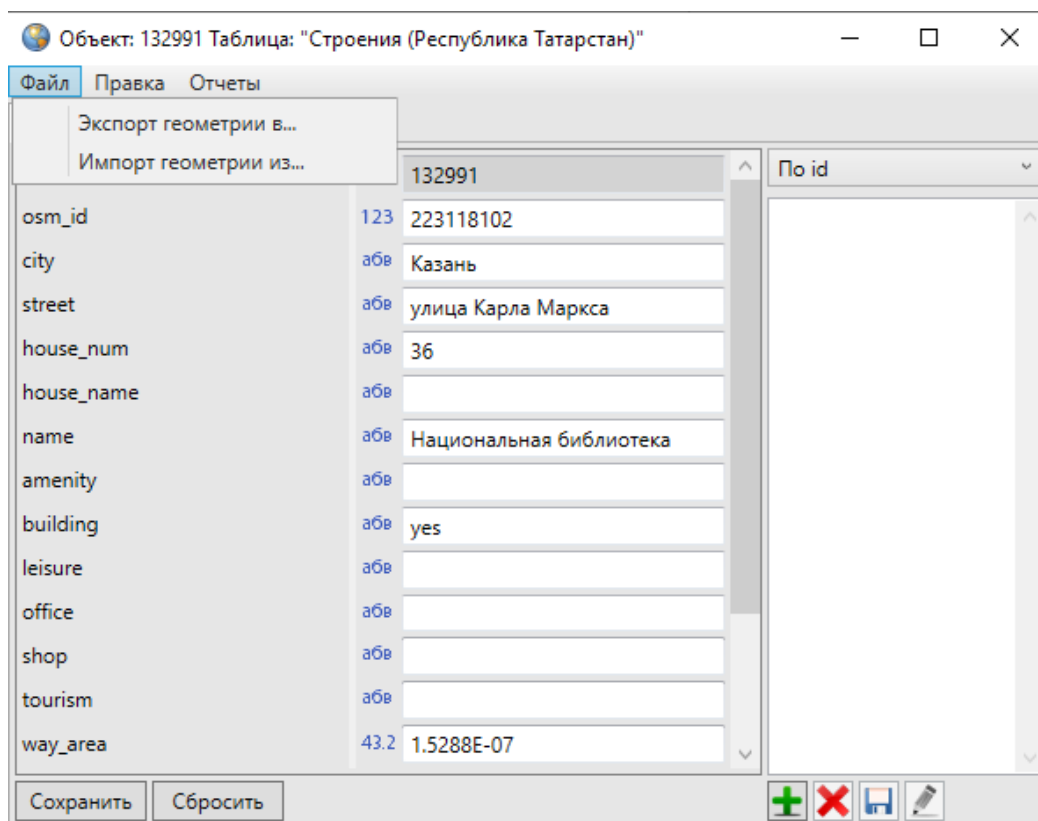 Объект: 132991 Таблица: "Строения (Республика Татарстан)"
Файл Правка Отчеты
Экспорт геометрии в...
Импорт геометрии из...
132991
По id
osm_id 123 223118102
city абв Казань
street абв улица Карла Маркса
house_num абв 36
house_name абв
name абв Национальная библиотека
amenity абв
building абв yes
leisure абв
office абв
shop абв
tourism абв
way_area 43.2 1.5288E-07
Сохранить Сбросить